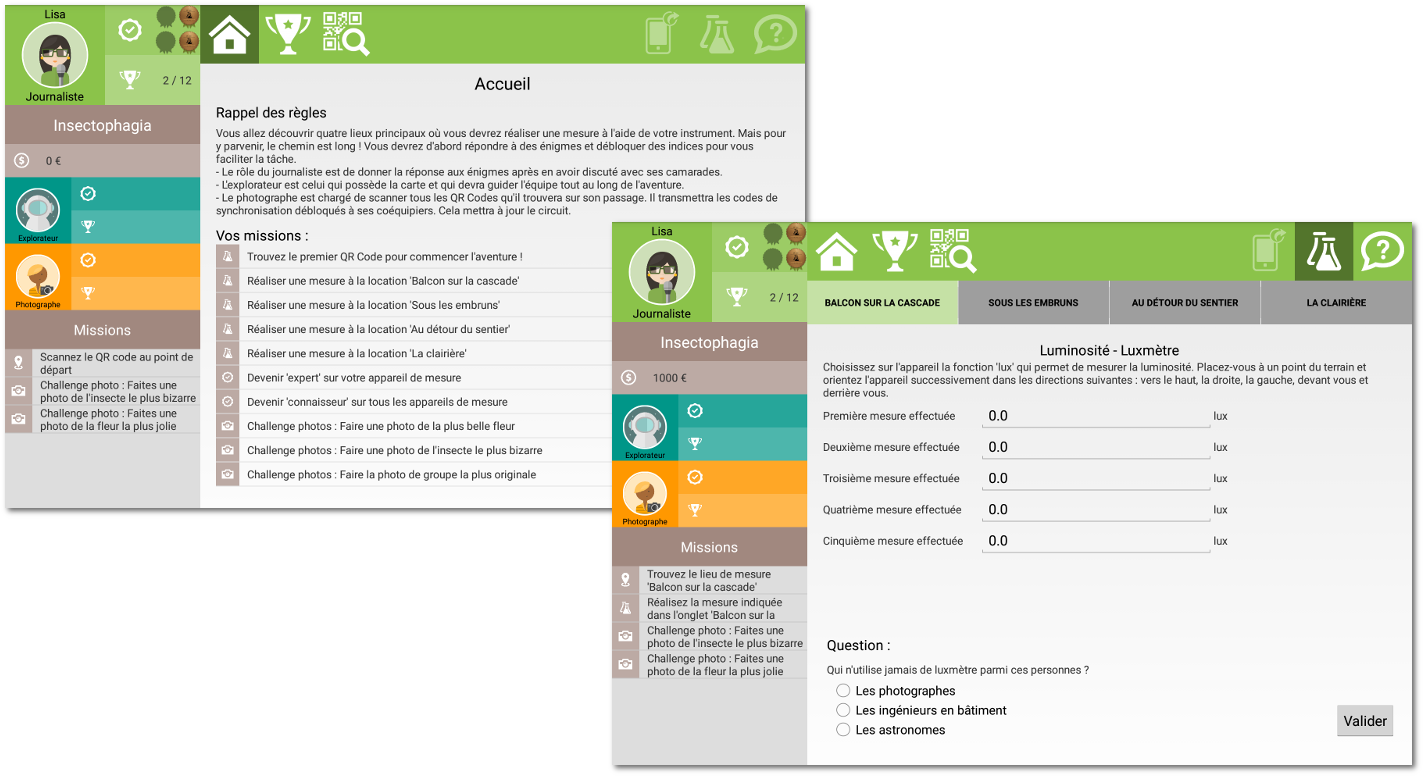 Lisa
Journaliste
2 / 12
Insectophagia
0 €
Explorateur
Photographe
Missions
Scannez le QR code au point de
départ
Challenge photo : Faites une
photo de l'insecte le plus bizarre
Challenge photo : Faites une
photo de la fleur la plus jolie
Accueil
Rappel des règles
Vous allez découvrir quatre lieux principaux où vous devrez réaliser une mesure à l'aide de votre instrument. Mais pour
y parvenir, le chemin est long ! Vous devrez d'abord répondre à des énigmes et débloquer des indices pour vous
faciliter la tâche.
- Le rôle du journaliste est de donner la réponse aux énigmes après en avoir discuté avec ses camarades.
- L'explorateur est celui qui possède la carte et qui devra guider l'équipe tout au long de l'aventure.
- Le photographe est chargé de scanner tous les QR Codes qu'il trouvera sur son passage. Il transmettra les codes de
synchronisation débloqués à ses coéquipiers. Cela mettra à jour le circuit.
Vos missions :
Trouvez le premier QR Code pour commencer l'aventure !
Réaliser une mesure à la location 'Balcon sur la cascade'
Réaliser une mesure à la location 'Sous les embruns'
Réaliser une mesure à la location 'Au détour du sentier'
Réaliser une mesure à la location 'La clairière'
Devenir 'expert' sur votre appareil de mesure
Devenir 'connaisseur' sur tous les appareils de mesure
Challenge photos : Faire une photo de la plus belle fleur
Challenge photos : Faire une photo de l'insecte le plus bizarre
Challenge photos : Faire la photo de groupe la plus originale
Lisa
Journaliste
2 / 12
Insectophagia
1000 €
Explorateur
Photographe
Missions
Trouvez le lieu de mesure
'Balcon sur la cascade'
Réalisez la mesure indiquée
dans l'onglet 'Balcon sur la
Challenge photo : Faites une
photo de l'insecte le plus bizarre
Challenge photo : Faites une
photo de la fleur la plus jolie
BALCON SUR LA CASCADE
SOUS LES EMBRUNS
AU DÉTOUR DU SENTIER
LA CLAIRIÈRE
Luminosité - Luxmètre
Choisissez sur l'appareil la fonction 'lux' qui permet de mesurer la luminosité. Placez-vous à un point du terrain et
orientez l'appareil successivement dans les directions suivantes : vers le haut, la droite, la gauche, devant vous et
derrière vous.
Première mesure effectuée 0.0 lux
Deuxième mesure effectuée 0.0 lux
Troisième mesure effectuée 0.0 lux
Quatrième mesure effectuée 0.0 lux
Cinquième mesure effectuée 0.0 lux
Question :
Qui n'utilise jamais de luxmètre parmi ces personnes ?
Les photographes
Les ingénieurs en bâtiment
Les astronomes
Valider